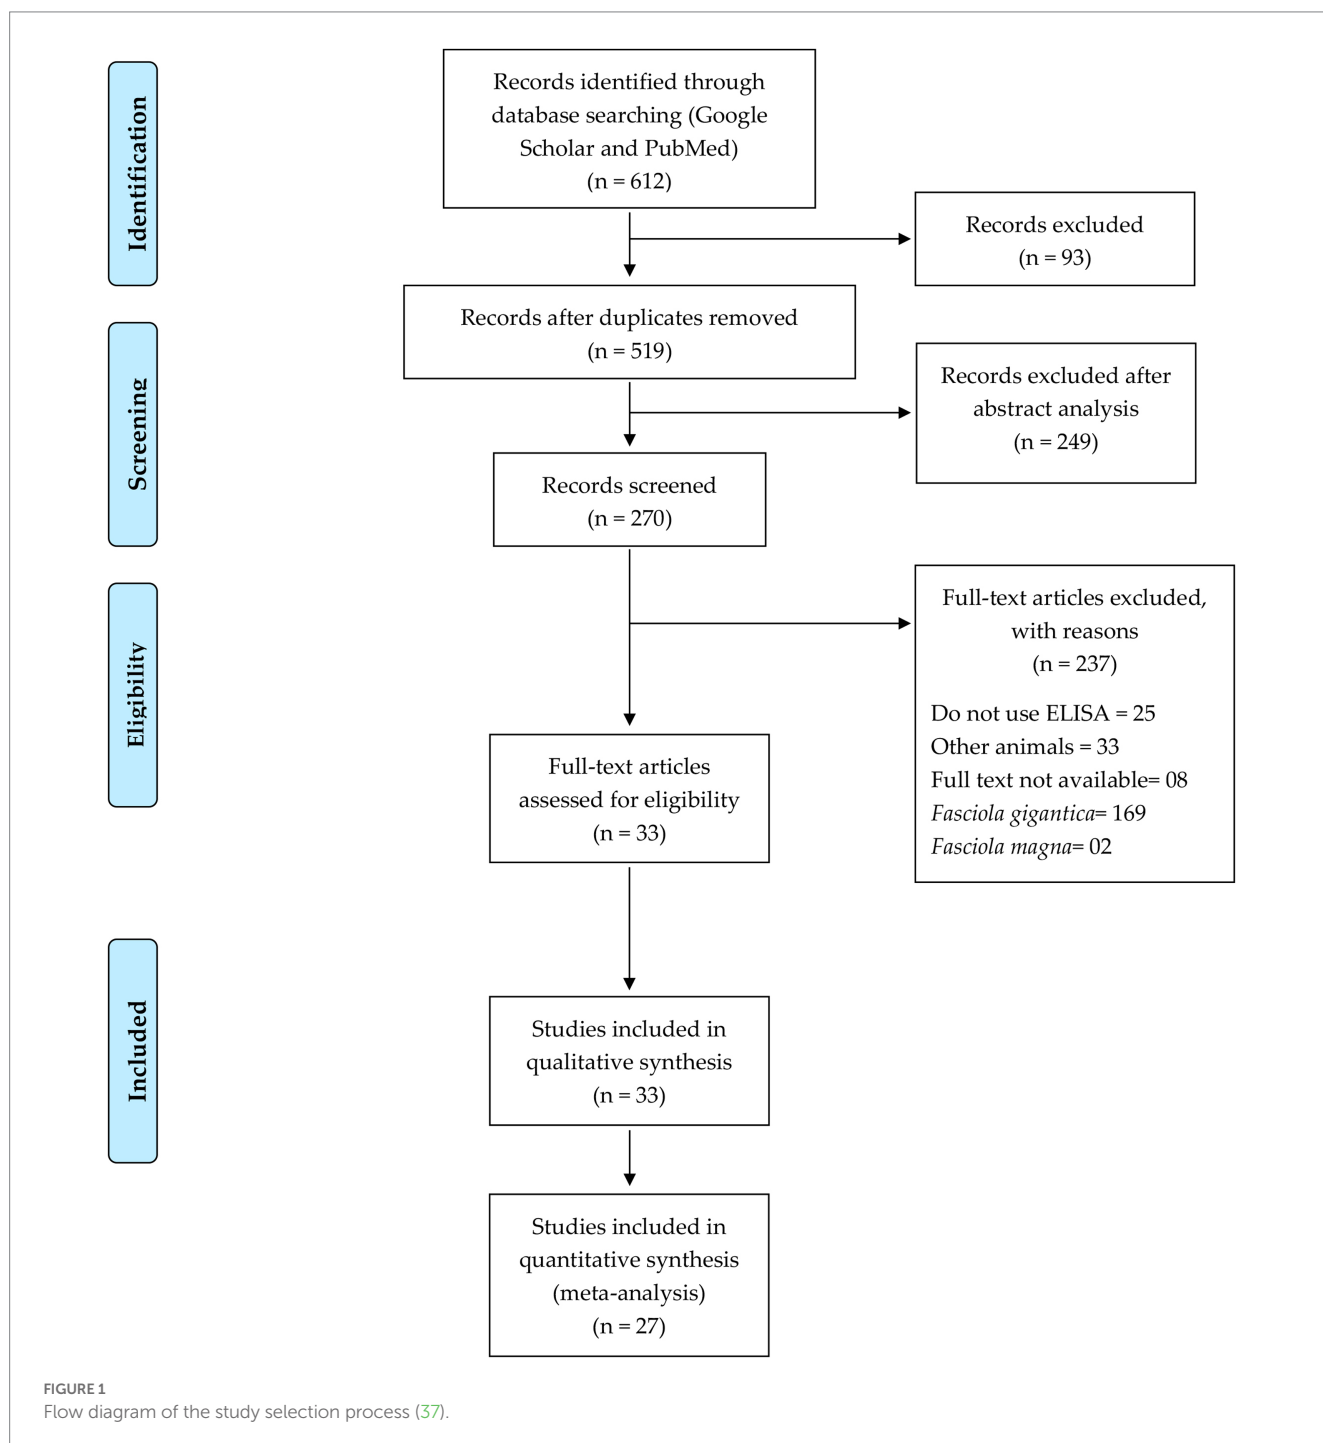 Identification
Records identified through
database searching (Google
Scholar and PubMed)
(n = 612)
Records excluded
(n = 93)
Records after duplicates removed
(n = 519)
Screening
Records excluded after
abstract analysis
(n = 249)
Records screened
(n = 270)
Eligibility
Full-text articles excluded,
with reasons
(n = 237)
Do not use ELISA = 25
Other animals = 33
Full text not available= 08
Fasciola gigantica= 169
Fasciola magna= 02
Full-text articles
assessed for eligibility
(n = 33)
Included
Studies included in
qualitative synthesis
(n = 33)
Studies included in
quantitative synthesis
(meta-analysis)
(n = 27)
FIGURE 1
Flow diagram of the study selection process (37).